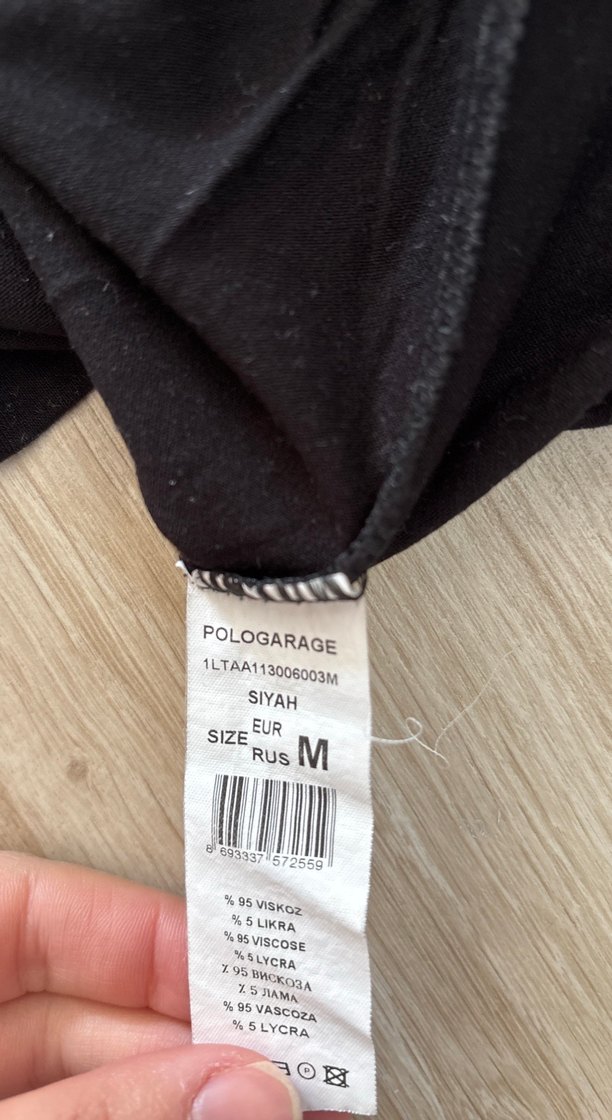 POLOGARAGE
1LTAA113006003M
SIYAH
SIZE EUR RUS M
8 693337 572559
% 95 VISKOZ
% 5 LIKRA
% 95 VISCOSE
% 5 LYCRA
% 95 ВИСКОЗА
% 5 ЛАМА
% 95 VASCOZA
% 5 LYCRA
P